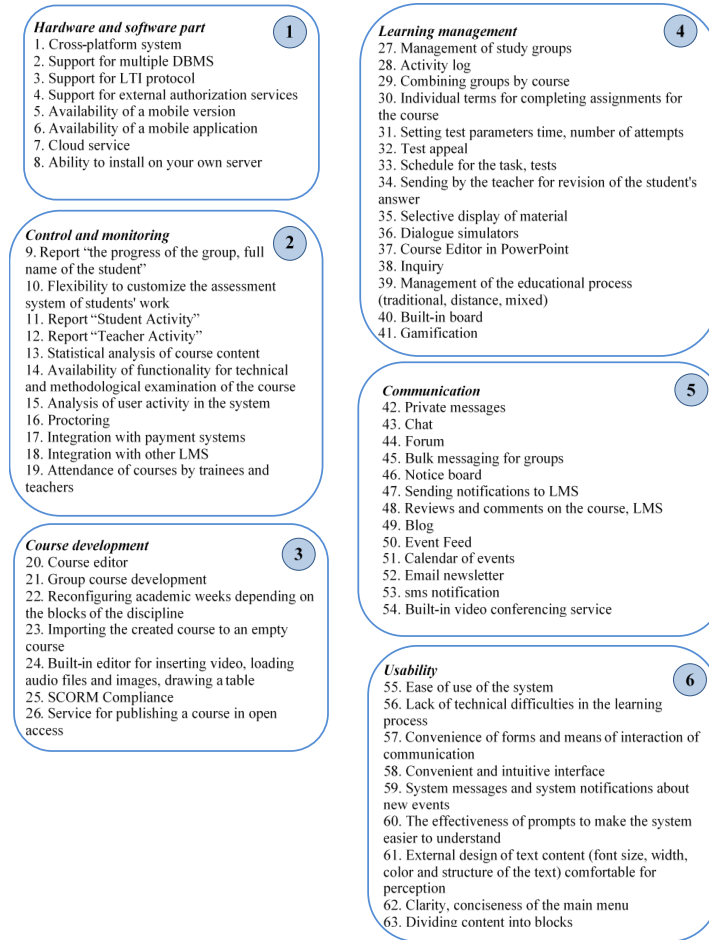 Hardware and software part
1
1. Cross-platform system
2. Support for multiple DBMS
3. Support for LTI protocol
4. Support for external authorization services
5. Availability of a mobile version
6. Availability of a mobile application
7. Cloud service
8. Ability to install on your own server
Control and monitoring
2
9. Report “the progress of the group, full
name of the student”
10. Flexibility to customize the assessment
system of students' work
11. Report “Student Activity”
12. Report “Teacher Activity”
13. Statistical analysis of course content
14. Availability of functionality for technical
and methodological examination of the course
15. Analysis of user activity in the system
16. Proctoring
17. Integration with payment systems
18. Integration with other LMS
19. Attendance of courses by trainees and
teachers
Course development
3
20. Course editor
21. Group course development
22. Reconfiguring academic weeks depending on
the blocks of the discipline
23. Importing the created course to an empty
course
24. Built-in editor for inserting video, loading
audio files and images, drawing a table
25. SCORM Compliance
26. Service for publishing a course in open
access
Learning management
4
27. Management of study groups
28. Activity log
29. Combining groups by course
30. Individual terms for completing assignments for
the course
31. Setting test parameters time, number of attempts
32. Test appeal
33. Schedule for the task, tests
34. Sending by the teacher for revision of the student's
answer
35. Selective display of material
36. Dialogue simulators
37. Course Editor in PowerPoint
38. Inquiry
39. Management of the educational process
(traditional, distance, mixed)
40. Built-in board
41. Gamification
Communication
5
42. Private messages
43. Chat
44. Forum
45. Bulk messaging for groups
46. Notice board
47. Sending notifications to LMS
48. Reviews and comments on the course, LMS
49. Blog
50. Event Feed
51. Calendar of events
52. Email newsletter
53. sms notification
54. Built-in video conferencing service
Usability
6
55. Ease of use of the system
56. Lack of technical difficulties in the learning
process
57. Convenience of forms and means of interaction of
communication
58. Convenient and intuitive interface
59. System messages and system notifications about
new events
60. The effectiveness of prompts to make the system
easier to understand
61. External design of text content (font size, width,
color and structure of the text) comfortable for
perception
62. Clarity, conciseness of the main menu
63. Dividing content into blocks